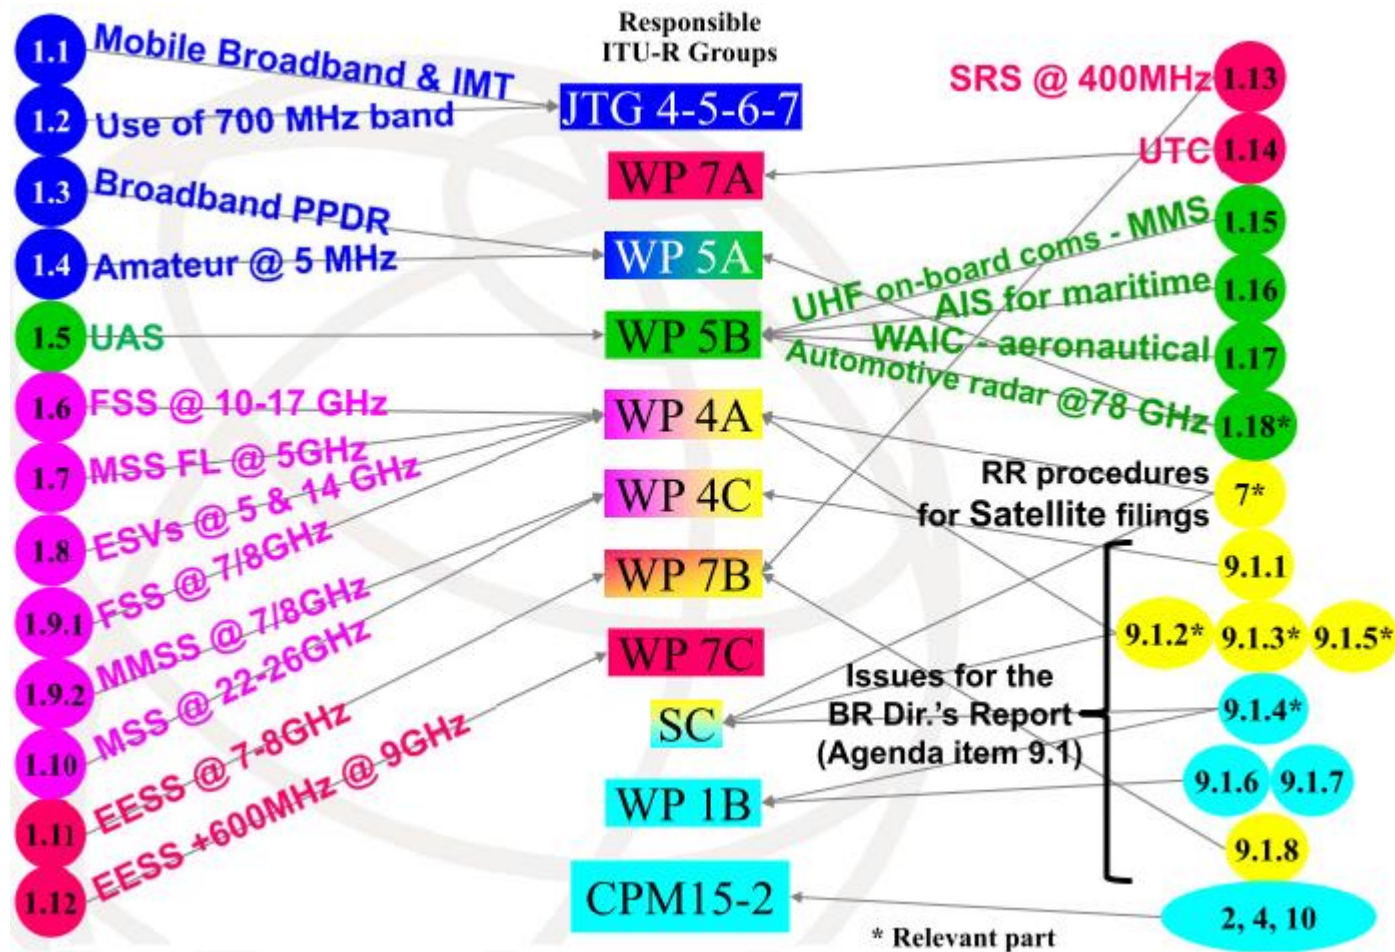 Responsible
ITU-R Groups
1.1
Mobile Broadband & IMT
1.2
Use of 700 MHz band
1.3
Broadband PPDR
1.4
Amateur @ 5 MHz
1.5
UAS
1.6
FSS @ 10-17 GHz
1.7
MSS FL @ 5GHz
1.8
ESVs @ 5 & 14 GHz
1.9.1
FSS @ 7/8GHz
1.9.2
MMSS @ 7/8GHz
1.10
MSS @ 22-26GHz
1.11
EESS @ 7-8GHz
1.12
EESS +600MHz @ 9GHz
JTG 4-5-6-7
WP 7A
WP 5A
WP 5B
WP 4A
WP 4C
WP 7B
WP 7C
SC
WP 1B
CPM15-2
SRS @ 400MHz
1.13
UTC
1.14
UHF on-board coms - MMS
1.15
AIS for maritime
1.16
WAIC - aeronautical
1.17
Automotive radar @78 GHz
1.18*
RR procedures
for Satellite filings
7*
9.1.1
9.1.2*
9.1.3*
9.1.5*
Issues for the
BR Dir.'s Report
(Agenda item 9.1)
9.1.4*
9.1.6
9.1.7
9.1.8
2, 4, 10
* Relevant part